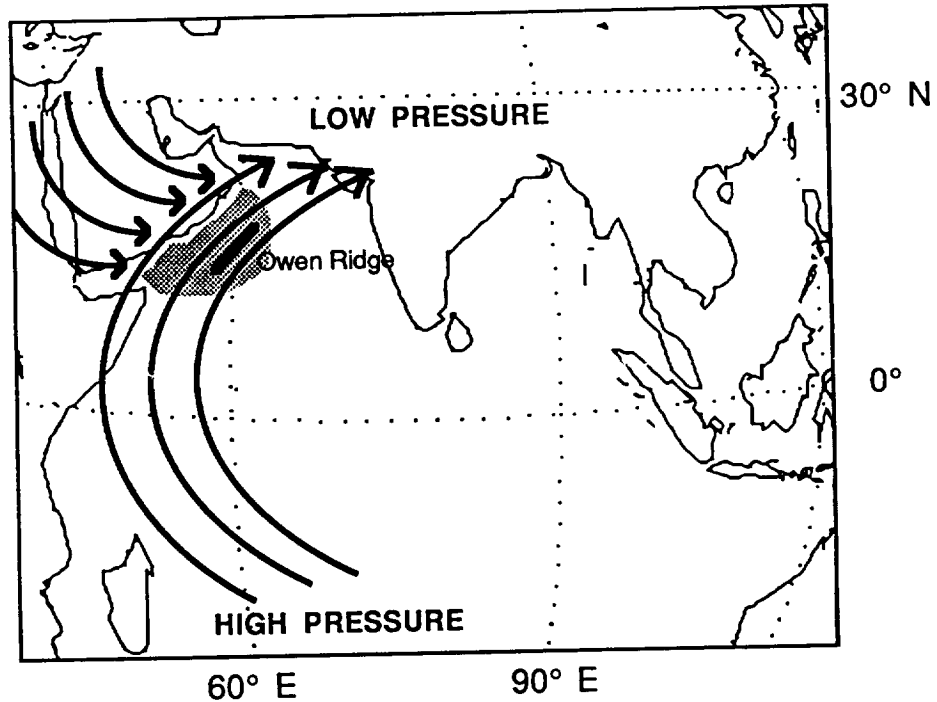 30° N
LOW PRESSURE
Owen Ridge
0°
HIGH PRESSURE
60° E
90° E